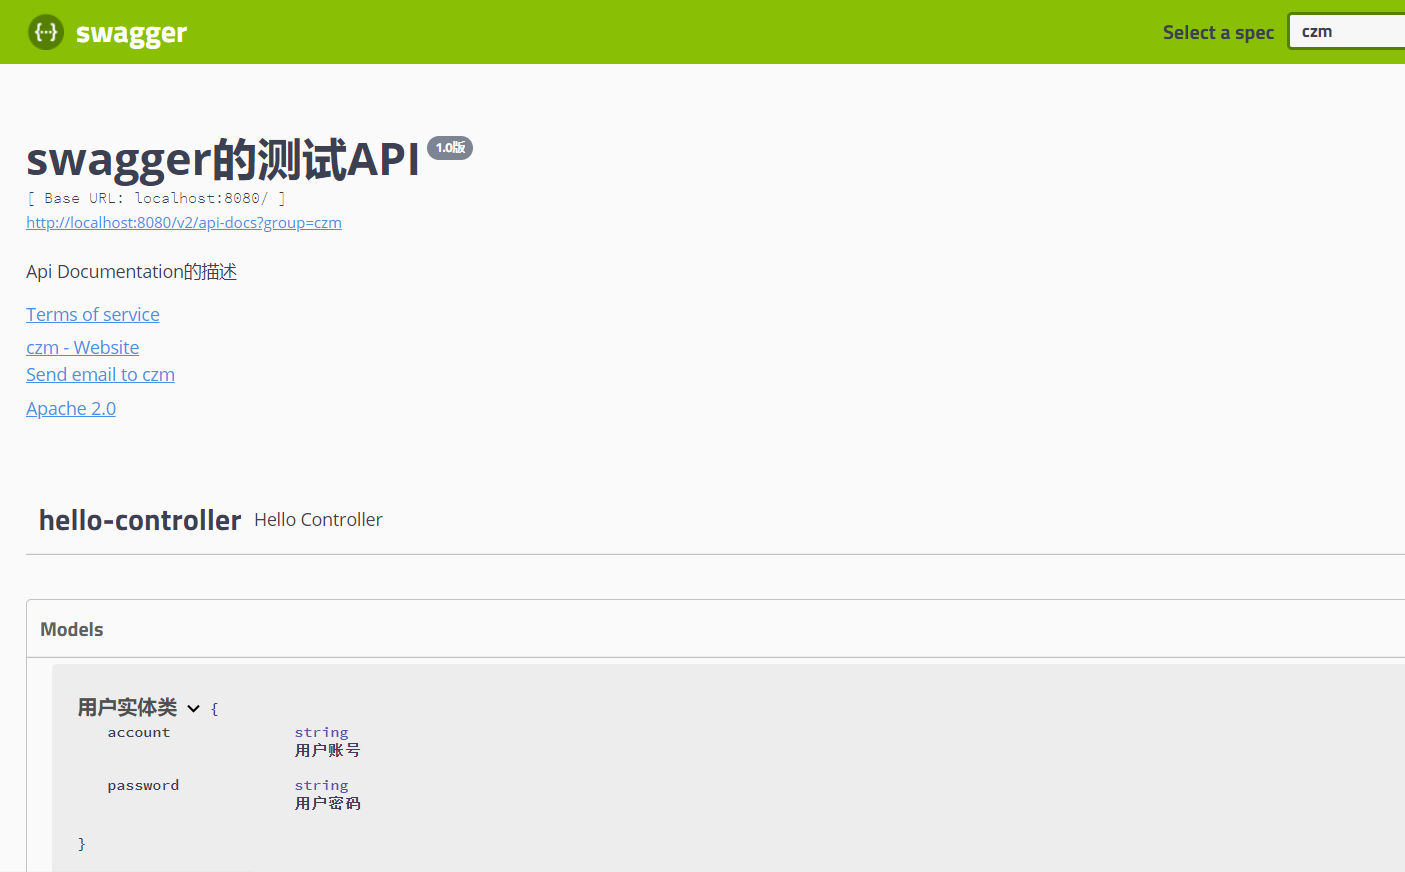 {···} swagger
Select a spec czm
swagger的测试API 1.0版
[ Base URL: localhost:8080/ ]
http://localhost:8080/v2/api-docs?group=czm
Api Documentation的描述
Terms of service
czm - Website
Send email to czm
Apache 2.0
hello-controller Hello Controller
Models
用户实体类 {
account string
用户账号
password string
用户密码
}